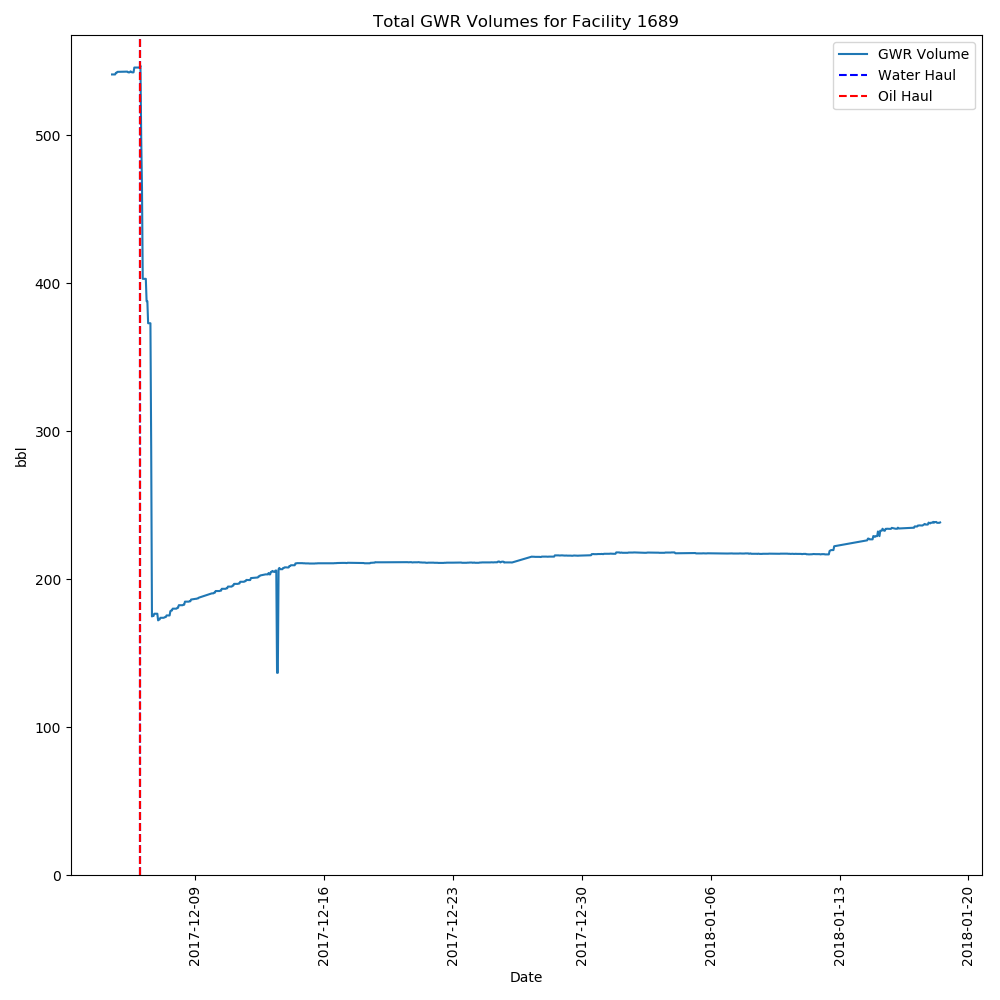 Total GWR Volumes for Facility 1689
GWR Volume
Water Haul
Oil Haul
500
400
300
200
100
0
bbl
2017-12-09
2017-12-16
2017-12-23
2017-12-30
2018-01-06
2018-01-13
2018-01-20
Date